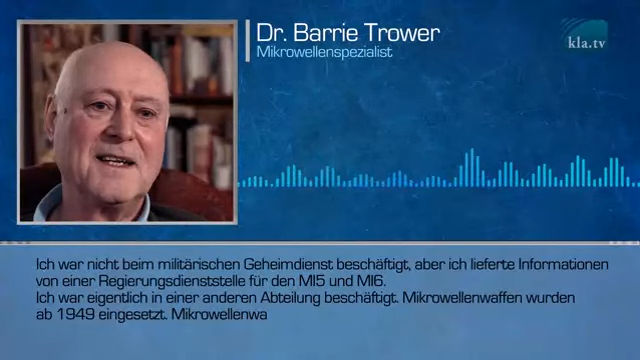 Dr. Barrie Trower
Mikrowellenspezialist
kla.tv
Ich war nicht beim militärischen Geheimdienst beschäftigt, aber ich lieferte Informationen
von einer Regierungsdienststelle für den MI5 und MI6.
Ich war eigentlich in einer anderen Abteilung beschäftigt. Mikrowellenwaffen wurden
ab 1949 eingesetzt. Mikrowellenwa